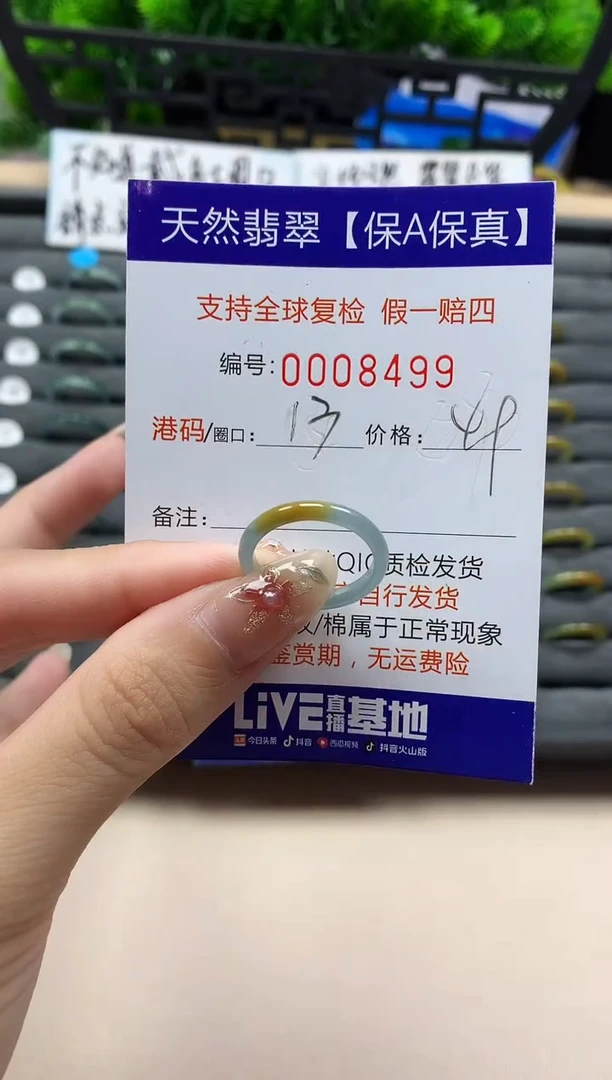 天然翡翠【保A保真】
支持全球复检 假一赔四
编号:0008499
港码/圈口: 13 价格:
备注:
QIC质检发货
自行发货
/棉属于正常现象
鉴赏期，无运费险
LiVE直播基地
今日头条 抖音 西瓜视频 抖音火山版